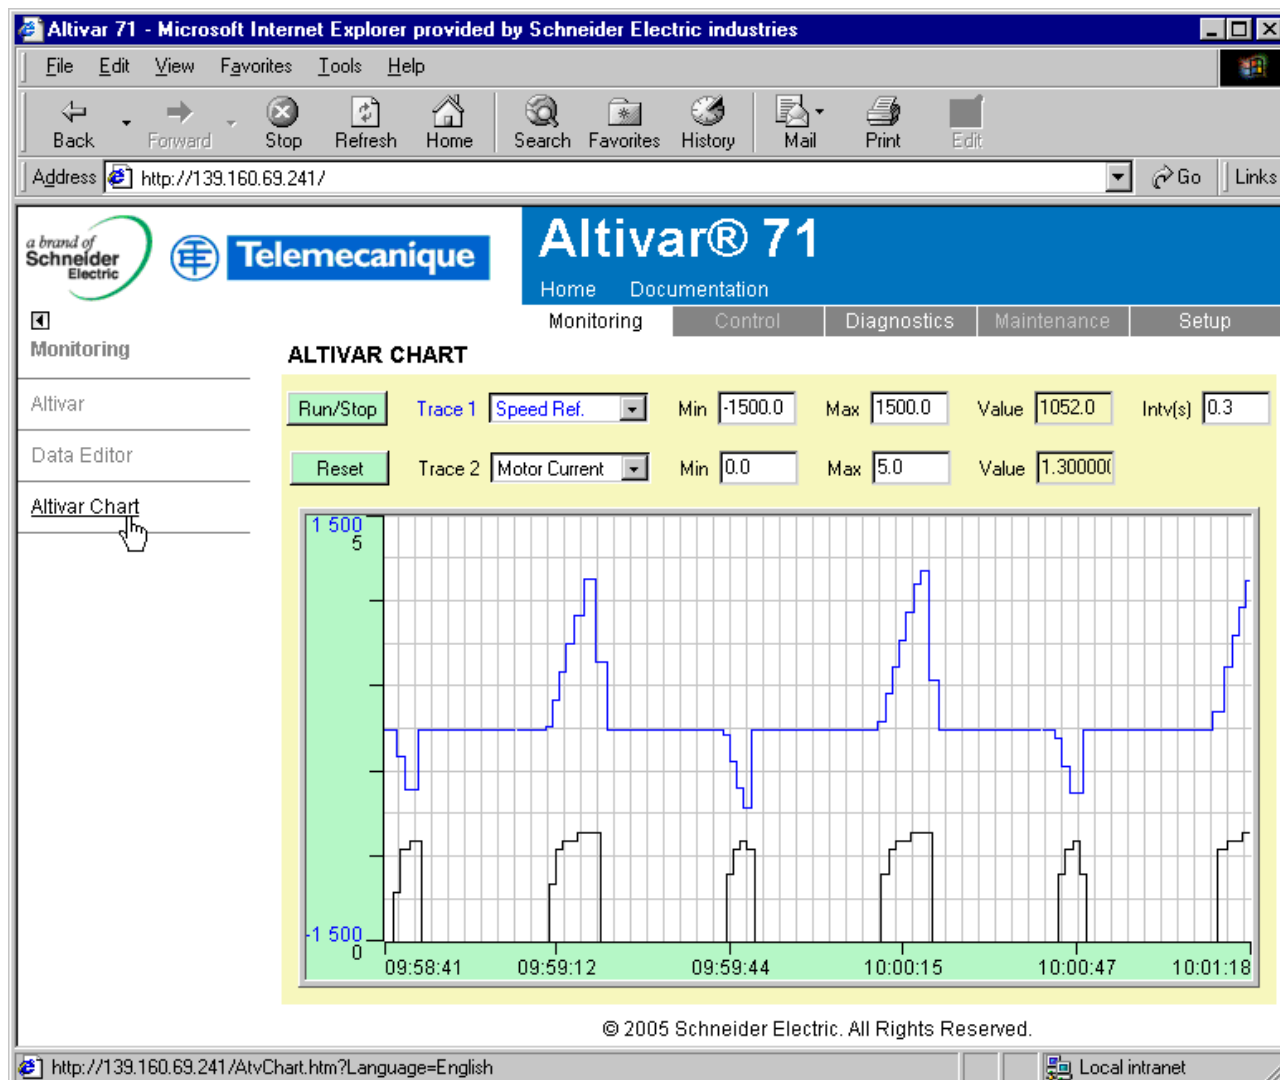 Altivar 71 - Microsoft Internet Explorer provided by Schneider Electric industries
File Edit View Favorites Tools Help
Back Forward Stop Refresh Home Search Favorites History Mail Print Edit
Address http://139.160.69.241/ Go Links
a brand of
Schneider
Electric
Telemecanique
Altivar® 71
Home Documentation
Monitoring Control Diagnostics Maintenance Setup
Monitoring
Altivar
Data Editor
Altivar Chart
ALTIVAR CHART
Run/Stop Trace 1 Speed Ref. Min -1500.0 Max 1500.0 Value 1052.0 Intv(s) 0.3
Reset Trace 2 Motor Current Min 0.0 Max 5.0 Value 1.300000
1 500
5
-1 500
0
09:58:41 09:59:12 09:59:44 10:00:15 10:00:47 10:01:18
© 2005 Schneider Electric. All Rights Reserved.
http://139.160.69.241/AtvChart.htm?Language=English Local intranet